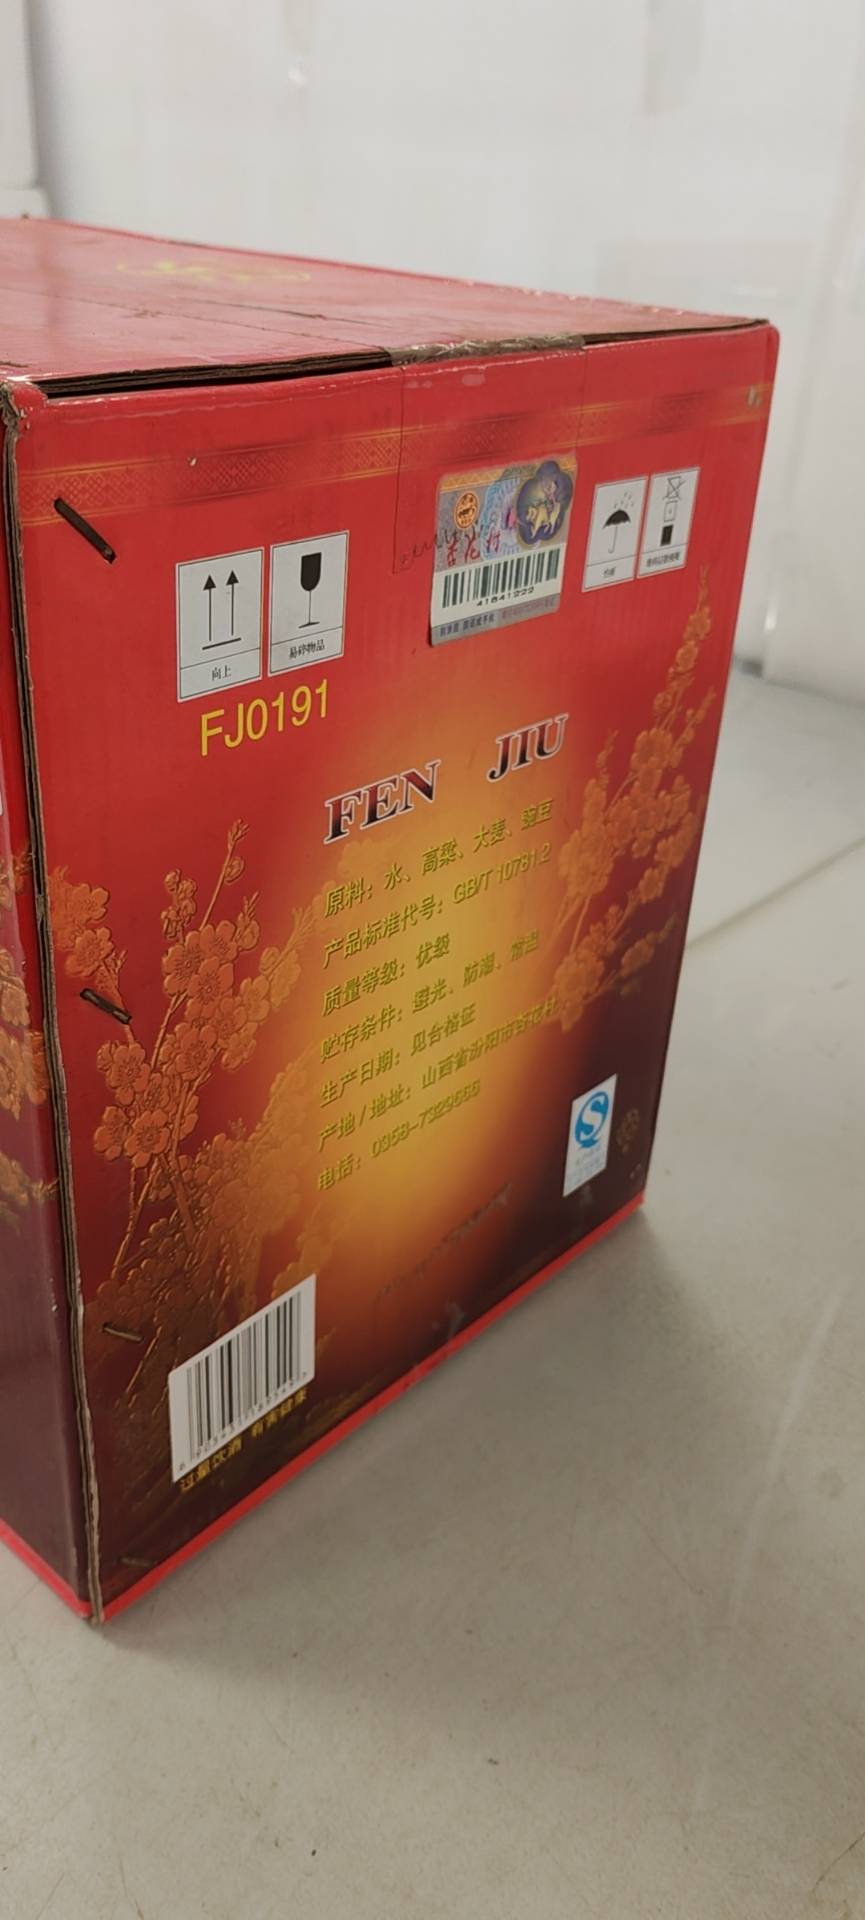 杏花村
41841222
向上
易碎物品
FJ0191
FEN JIU
原料：水、高粱、大麦、豌豆
产品标准代号：GB/T 10781.2
质量等级：优级
贮存条件：避光、防潮、常温
生产日期：见合格证
产地/地址：山西省汾阳市杏花村
电话：0358-7329666
过量饮酒 有害健康